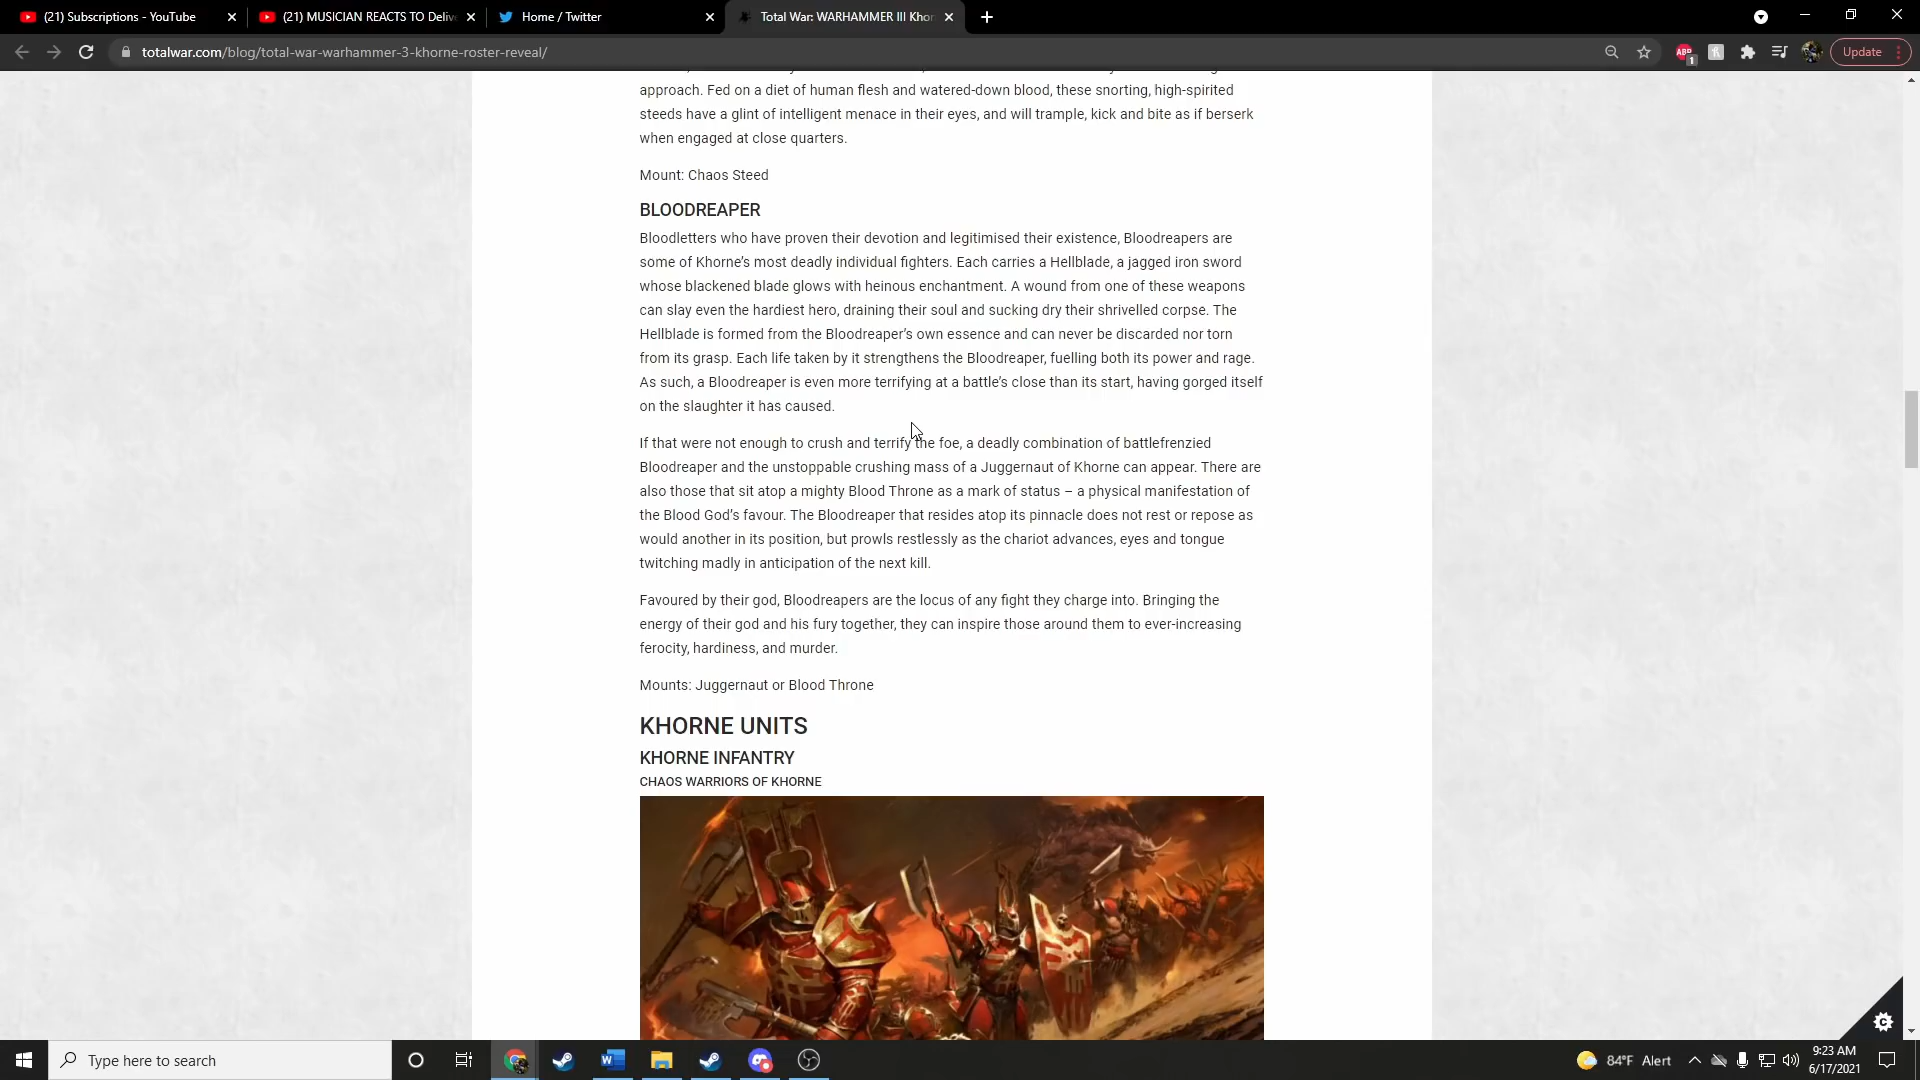 (21) Subscriptions - YouTube
(21) MUSICIAN REACTS TO Deliv
Home / Twitter
Total War: WARHAMMER III Khor
totalwar.com/blog/total-war-warhammer-3-khorne-roster-reveal/
ABP
1
Update
approach. Fed on a diet of human flesh and watered-down blood, these snorting, high-spirited
steeds have a glint of intelligent menace in their eyes, and will trample, kick and bite as if berserk
when engaged at close quarters.
Mount: Chaos Steed
BLOODREAPER
Bloodletters who have proven their devotion and legitimised their existence, Bloodreapers are
some of Khorne’s most deadly individual fighters. Each carries a Hellblade, a jagged iron sword
whose blackened blade glows with heinous enchantment. A wound from one of these weapons
can slay even the hardiest hero, draining their soul and sucking dry their shrivelled corpse. The
Hellblade is formed from the Bloodreaper’s own essence and can never be discarded nor torn
from its grasp. Each life taken by it strengthens the Bloodreaper, fuelling both its power and rage.
As such, a Bloodreaper is even more terrifying at a battle’s close than its start, having gorged itself
on the slaughter it has caused.
If that were not enough to crush and terrify the foe, a deadly combination of battlefrenzied
Bloodreaper and the unstoppable crushing mass of a Juggernaut of Khorne can appear. There are
also those that sit atop a mighty Blood Throne as a mark of status – a physical manifestation of
the Blood God’s favour. The Bloodreaper that resides atop its pinnacle does not rest or repose as
would another in its position, but prowls restlessly as the chariot advances, eyes and tongue
twitching madly in anticipation of the next kill.
Favoured by their god, Bloodreapers are the locus of any fight they charge into. Bringing the
energy of their god and his fury together, they can inspire those around them to ever-increasing
ferocity, hardiness, and murder.
Mounts: Juggernaut or Blood Throne
KHORNE UNITS
KHORNE INFANTRY
CHAOS WARRIORS OF KHORNE
Type here to search
84°F Alert
9:23 AM
6/17/2021